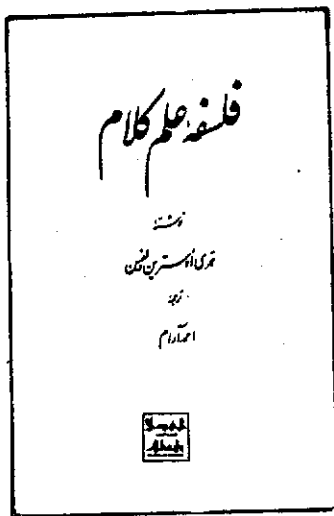 فلسفهٔ علم کلام
نوشتهٔ
هری اوسترین ولفسن
ترجمهٔ
احمد آرام